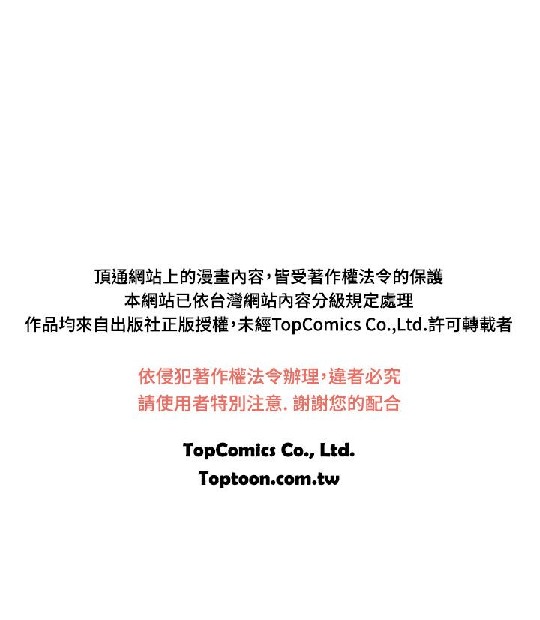 頂通網站上的漫畫內容，皆受著作權法令的保護
本網站已依台灣網站內容分級規定處理
作品均來自出版社正版授權，未經TopComics Co.,Ltd.許可轉載者
依侵犯著作權法令辦理，違者必究
請使用者特別注意. 謝謝您的配合
TopComics Co., Ltd.
Toptoon.com.tw